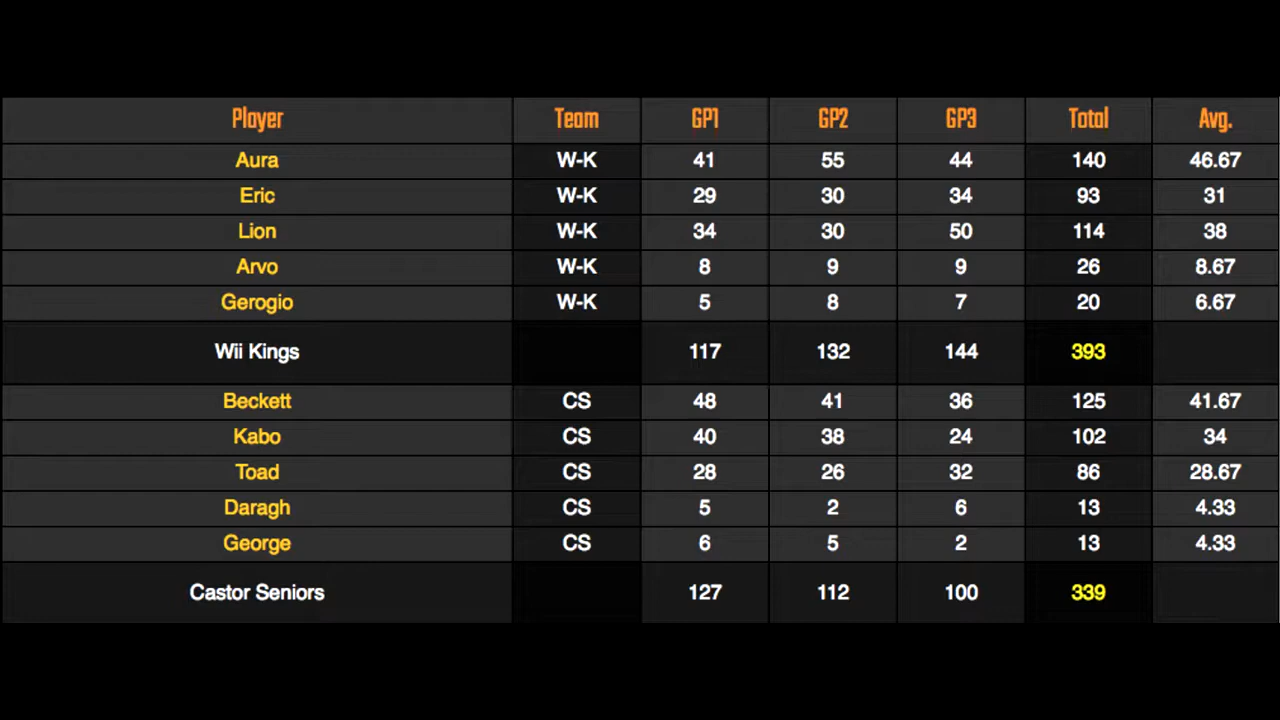 Player Team GP1 GP2 GP3 Total Avg.
Aura W-K 41 55 44 140 46.67
Eric W-K 29 30 34 93 31
Lion W-K 34 30 50 114 38
Arvo W-K 8 9 9 26 8.67
Gerogio W-K 5 8 7 20 6.67
Wii Kings 117 132 144 393
Beckett CS 48 41 36 125 41.67
Kabo CS 40 38 24 102 34
Toad CS 28 26 32 86 28.67
Daragh CS 5 2 6 13 4.33
George CS 6 5 2 13 4.33
Castor Seniors 127 112 100 339